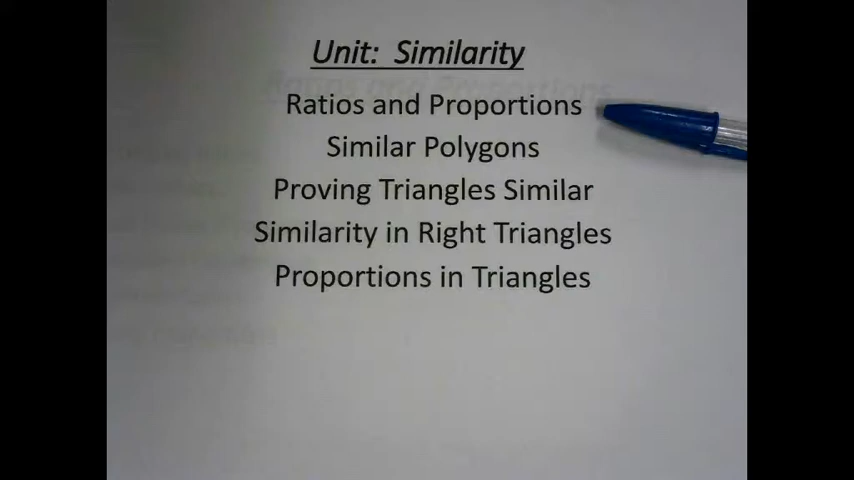 Unit: Similarity
Ratios and Proportions
Similar Polygons
Proving Triangles Similar
Similarity in Right Triangles
Proportions in Triangles